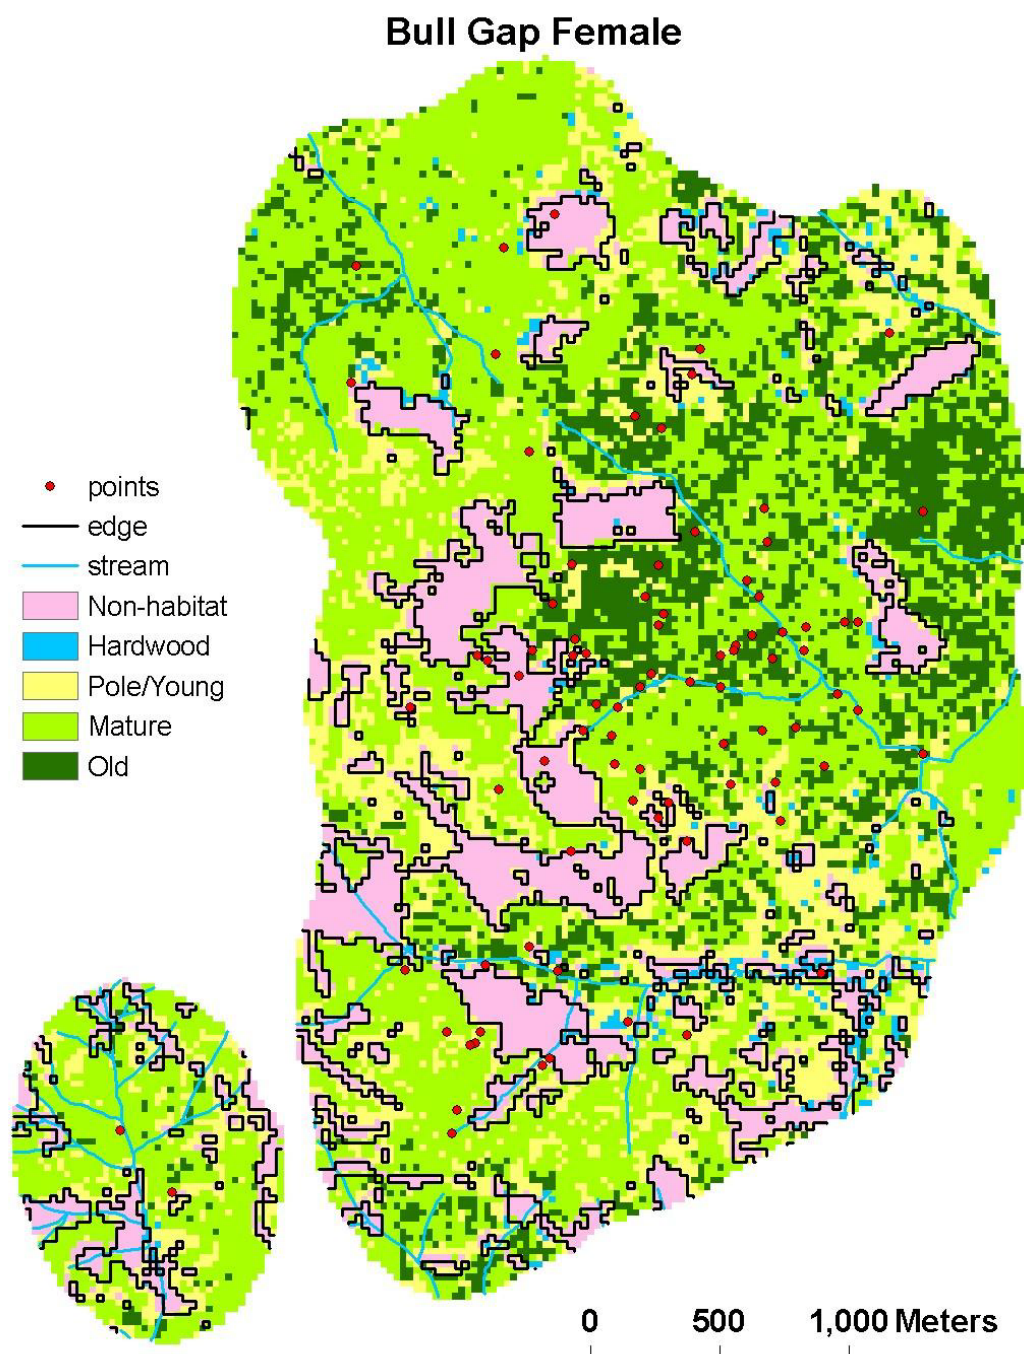 Bull Gap Female
points
edge
stream
Non-habitat
Hardwood
Pole/Young
Mature
Old
0 500 1,000 Meters